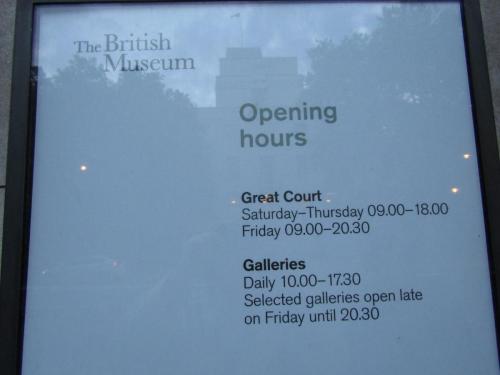 The British
Museum
Opening
hours
Great Court
Saturday–Thursday 09.00–18.00
Friday 09.00–20.30
Galleries
Daily 10.00–17.30
Selected galleries open late
on Friday until 20.30